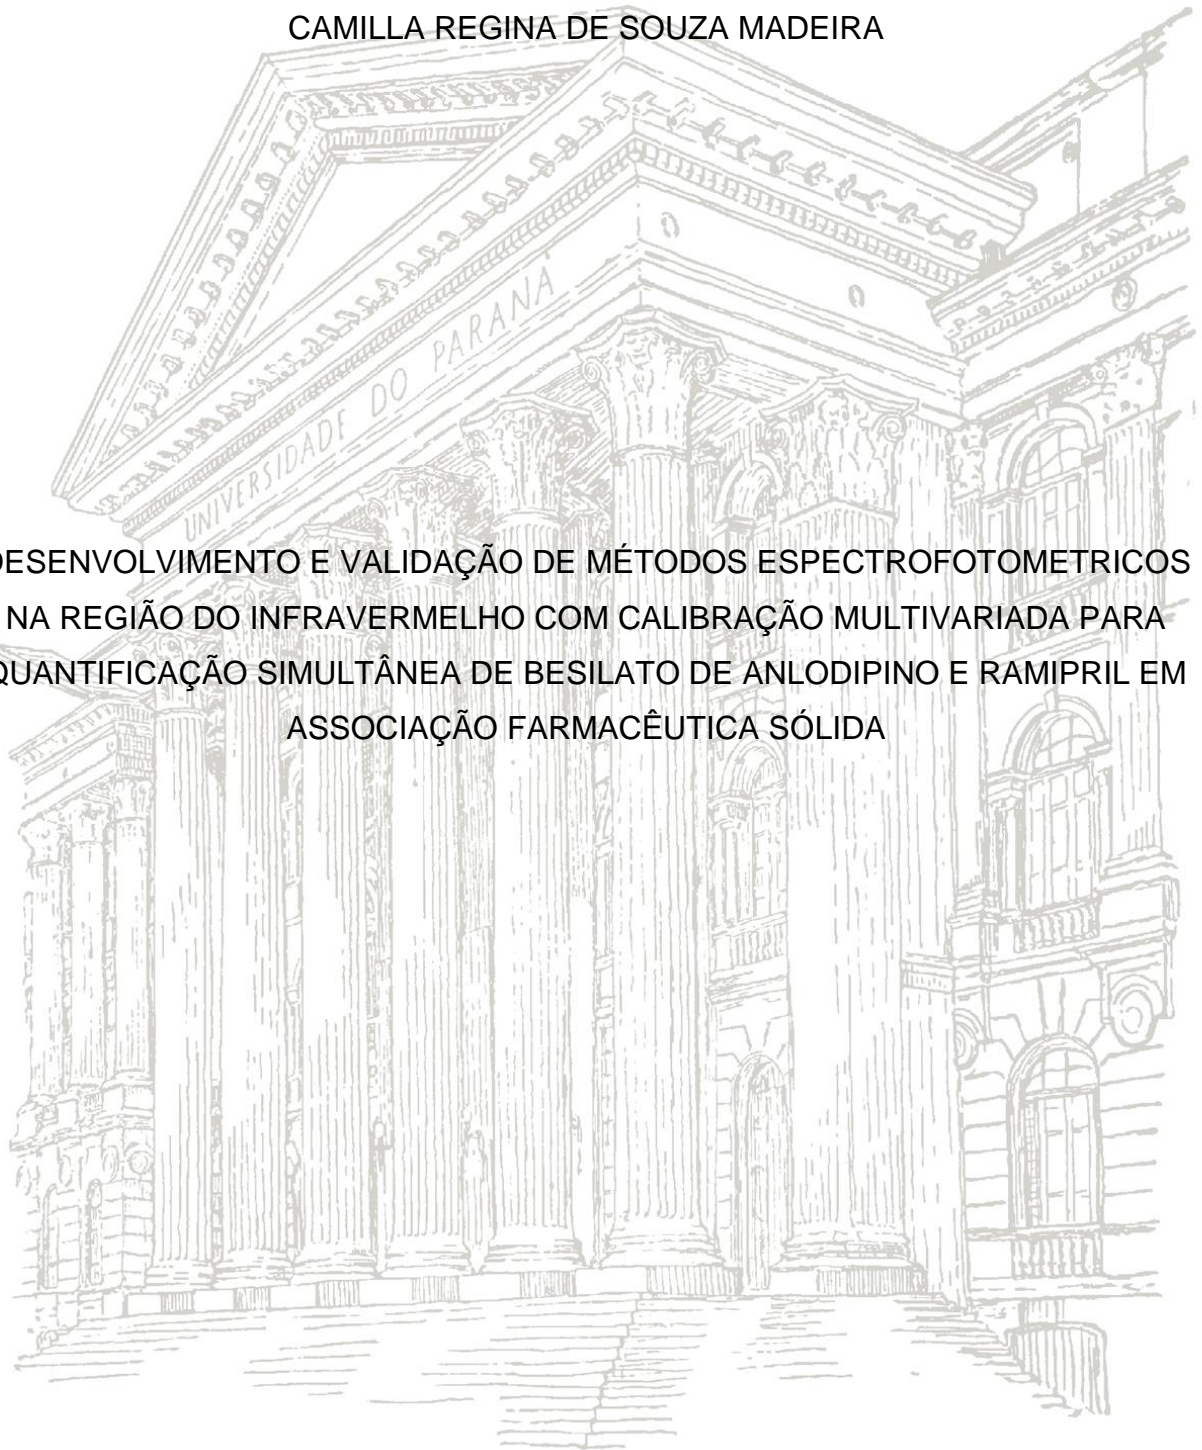 CAMILLA REGINA DE SOUZA MADEIRA
UNIVERSIDADE DO PARANÁ
DESENVOLVIMENTO E VALIDAÇÃO DE MÉTODOS ESPECTROFOTOMETRICOS
NA REGIÃO DO INFRAVERMELHO COM CALIBRAÇÃO MULTIVARIADA PARA
QUANTIFICAÇÃO SIMULTÂNEA DE BESILATO DE ANLODIPINO E RAMIPRIL EM
ASSOCIAÇÃO FARMACÊUTICA SÓLIDA